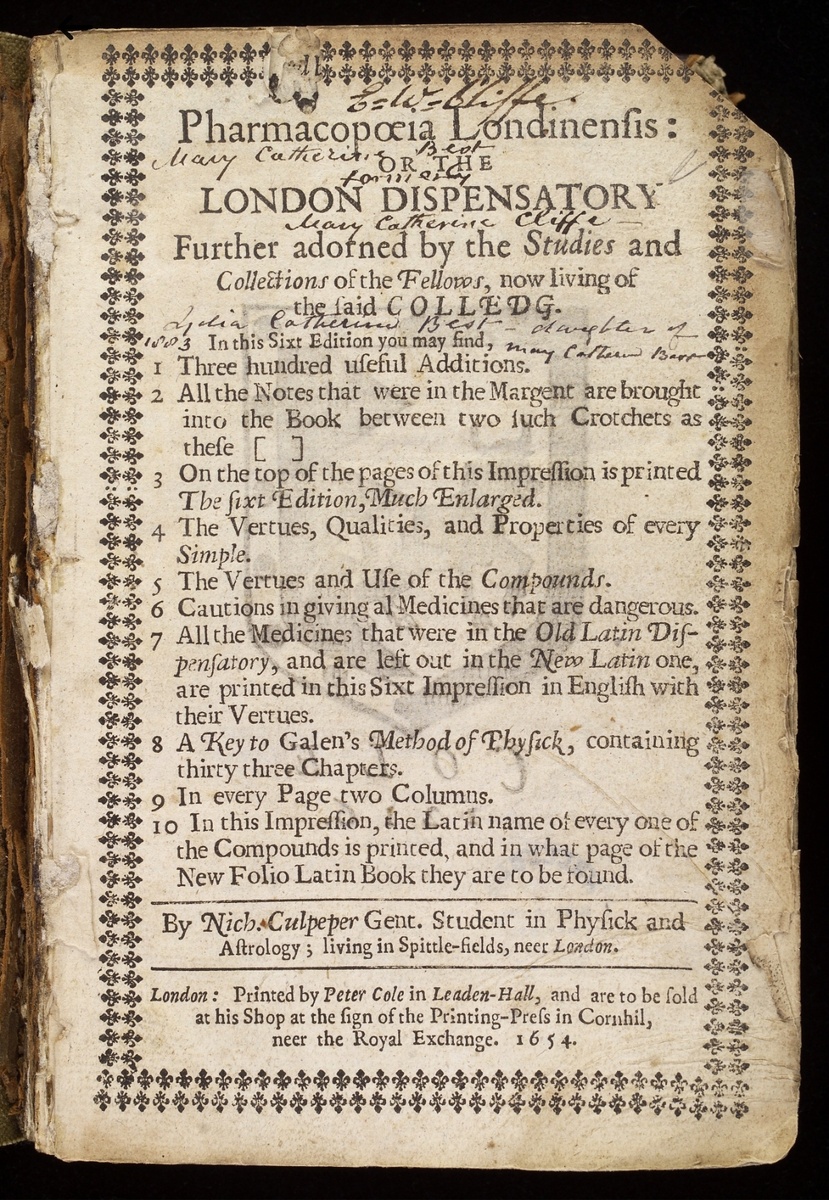 E-W-Cliffe.
Pharmacopœia Londinenſis:
Mary Catherine Best
OR THE
formerly
LONDON DISPENSATORY
Mary Catherine Cliffe
Further adorned by the Studies and
Collections of the Fellows, now living of
the ſaid COLLEDG.
Lydia Catherine Best - daughter of
1883 In this Sixt Edition you may find,
Mary Catherine Best
1 Three hundred uſeful Additions.
2 All the Notes that were in the Margent are brought
into the Book between two ſuch Crotchets as
theſe [ ]
3 On the top of the pages of this Impreſſion is printed
The ſixt Edition, Much Enlarged.
4 The Vertues, Qualities, and Properties of every
Simple.
5 The Vertues and Uſe of the Compounds.
6 Cautions in giving al Medicines that are dangerous.
7 All the Medicines that were in the Old Latin Diſ-
penſatory, and are left out in the New Latin one,
are printed in this Sixt Impreſſion in Engliſh with
their Vertues.
8 A Key to Galen's Method of Phyſick, containing
thirty three Chapters.
9 In every Page two Columns.
10 In this Impreſſion, the Latin name of every one of
the Compounds is printed, and in what page of the
New Folio Latin Book they are to be found.
By Nich. Culpeper Gent. Student in Phyſick and
Aſtrology; living in Spittle-fields, neer London.
London: Printed by Peter Cole in Leaden-Hall, and are to be ſold
at his Shop at the ſign of the Printing-Preſs in Cornhil,
neer the Royal Exchange. 1654.